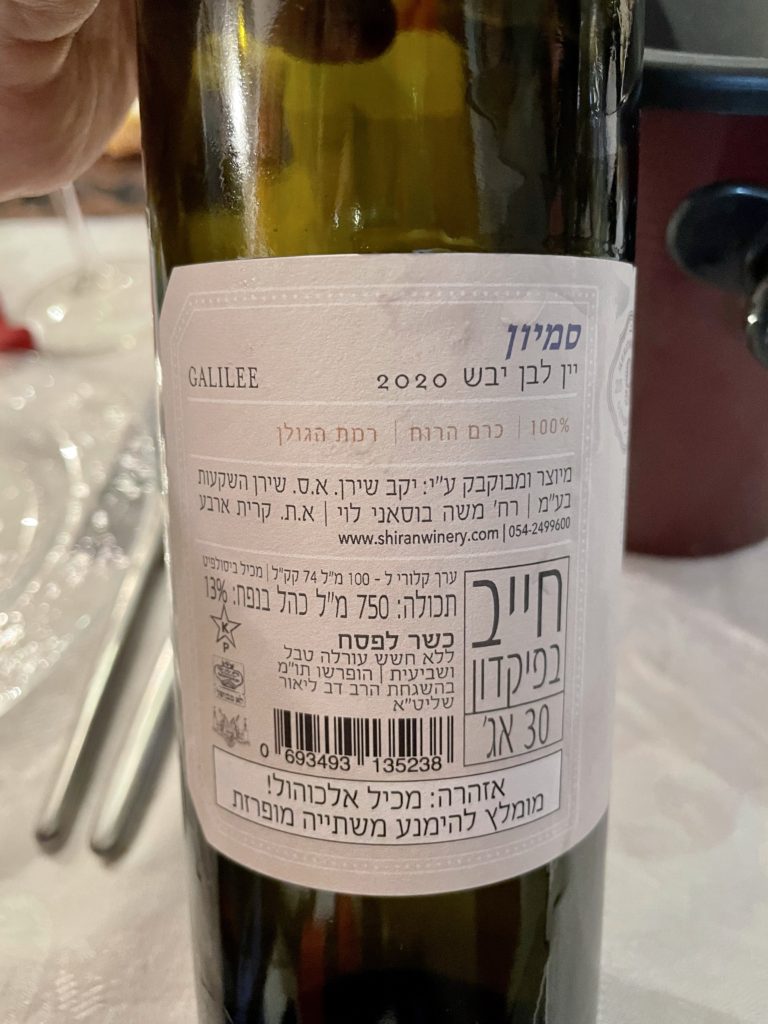 סמיון
יין לבן יבש 2020
GALILEE
100% | כרם הרוח | רמת הגולן
מיוצר ומבוקבק ע"י: יקב שירן. א.ס. שירן השקעות
בע"מ | רח' משה בוסאני לוי | א.ת. קרית ארבע
www.shiranwinery.com | 054-2499600
ערך קלורי ל - 100 מ"ל 74 קק"ל | מכיל ביסולפיט
תכולה: 750 מ"ל כהל בנפח: 13%
K
P
כשר לפסח
ללא חשש עורלה טבל
ושביעית | הופרשו תו"מ
בהשגחת הרב דב ליאור
שליט"א
חייב
בפיקדון
30 אג'
0 693493 135238
אזהרה: מכיל אלכוהול!
מומלץ להימנע משתייה מופרזת